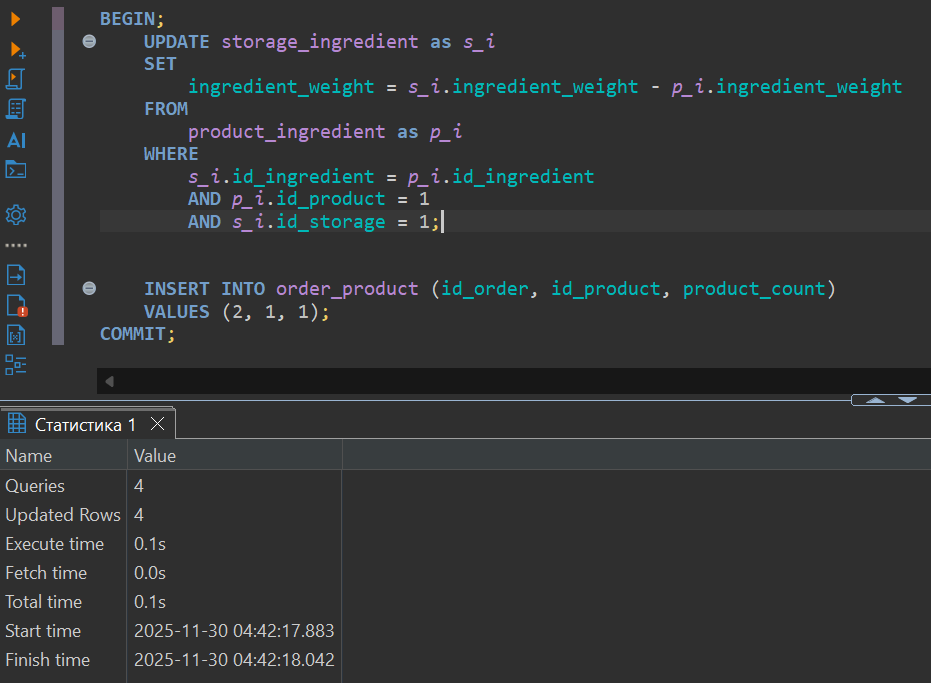 BEGIN;
UPDATE storage_ingredient as s_i
SET
ingredient_weight = s_i.ingredient_weight - p_i.ingredient_weight
FROM
product_ingredient as p_i
WHERE
s_i.id_ingredient = p_i.id_ingredient
AND p_i.id_product = 1
AND s_i.id_storage = 1;
INSERT INTO order_product (id_order, id_product, product_count)
VALUES (2, 1, 1);
COMMIT;
AI
Статистика 1
Name Value
Queries 4
Updated Rows 4
Execute time 0.1s
Fetch time 0.0s
Total time 0.1s
Start time 2025-11-30 04:42:17.883
Finish time 2025-11-30 04:42:18.042